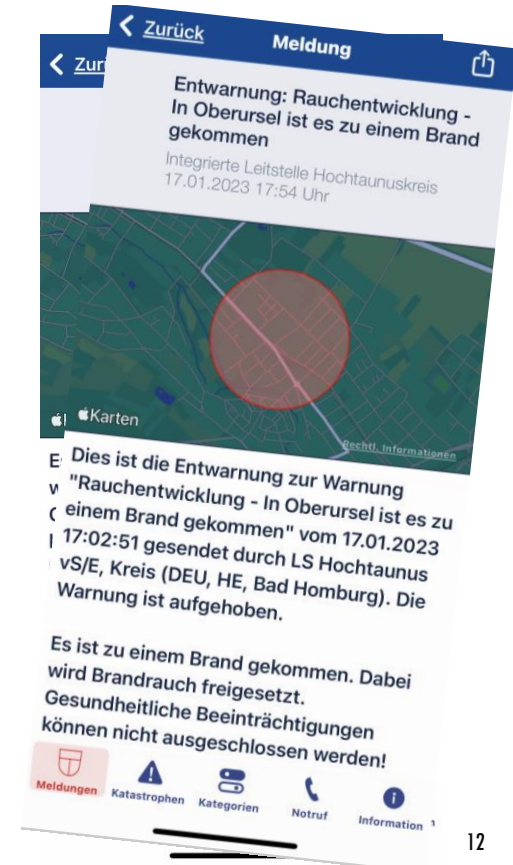 Zurück
Meldung
Zur
Entwarnung: Rauchentwicklung -
In Oberursel ist es zu einem Brand
gekommen
Integrierte Leitstelle Hochtaunuskreis
17.01.2023 17:54 Uhr
Karten
Rechtl. Informationen
Dies ist die Entwarnung zur Warnung
"Rauchentwicklung - In Oberursel ist es zu
einem Brand gekommen" vom 17.01.2023
17:02:51 gesendet durch LS Hochtaunus
vS/E, Kreis (DEU, HE, Bad Homburg). Die
Warnung ist aufgehoben.
Es ist zu einem Brand gekommen. Dabei
wird Brandrauch freigesetzt.
Gesundheitliche Beeinträchtigungen
können nicht ausgeschlossen werden!
Meldungen
Katastrophen
Kategorien
Notruf
Information
12